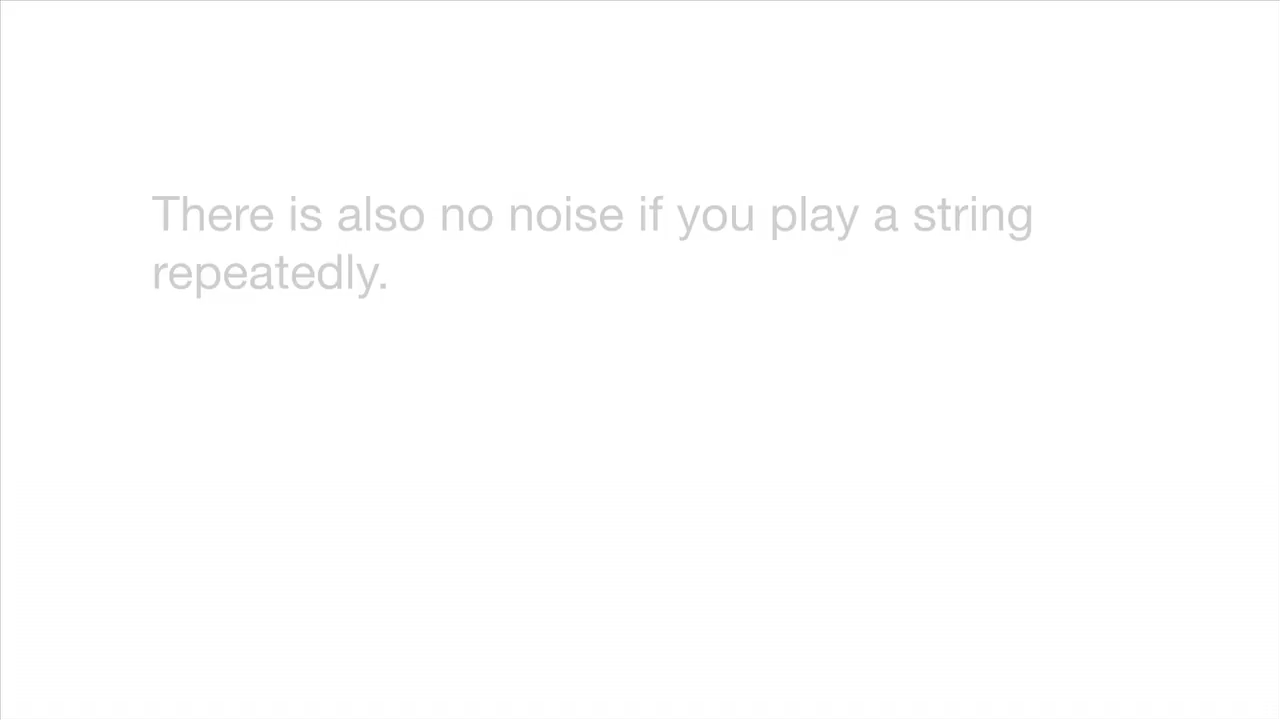 There is also no noise if you play a string
repeatedly.